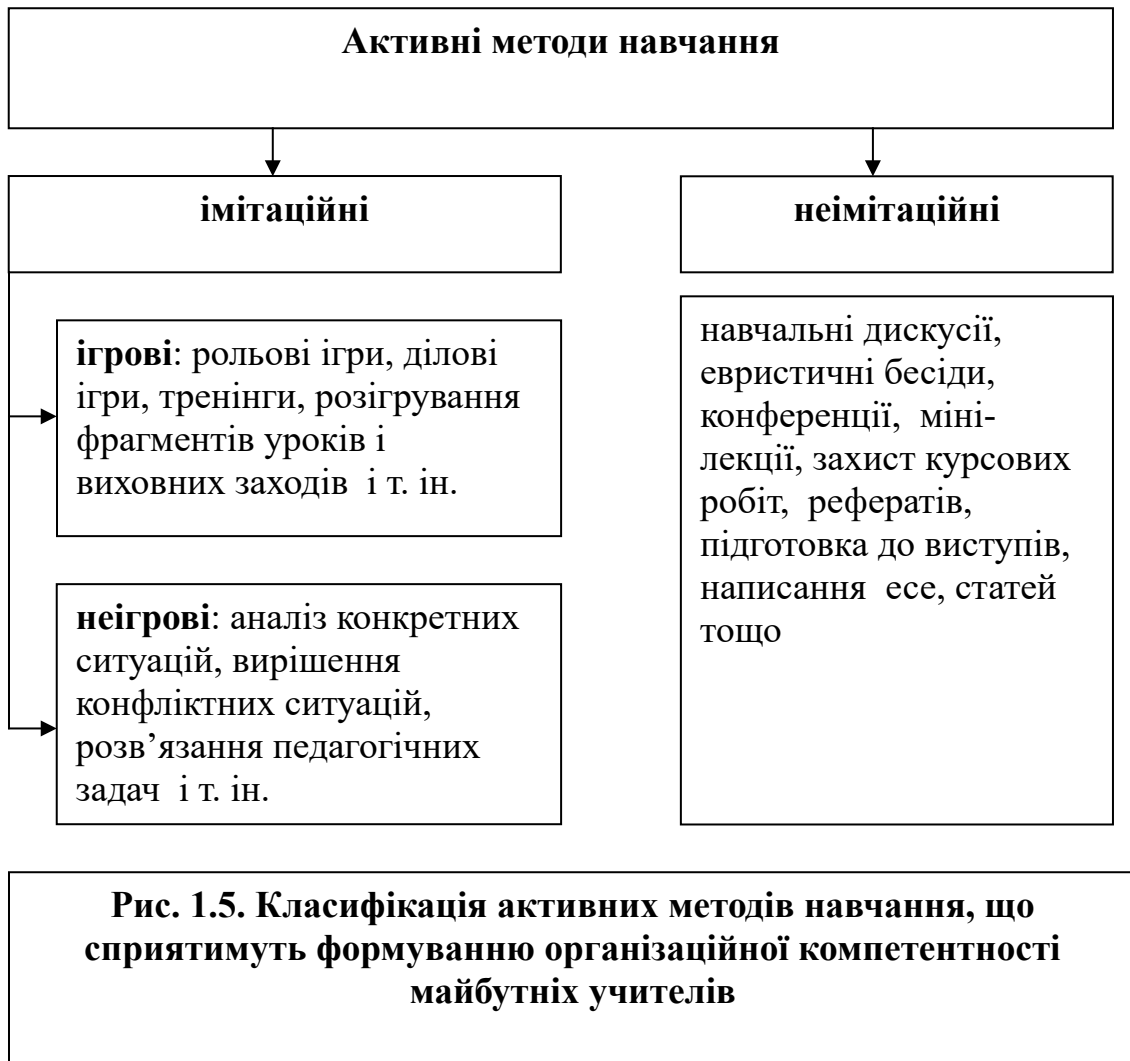 Активні методи навчання
імітаційні
неімітаційні
ігрові: рольові ігри, ділові
ігри, тренінги, розігрування
фрагментів уроків і
виховних заходів  і т. ін.
неігрові: аналіз конкретних
ситуацій, вирішення
конфліктних ситуацій,
розв’язання педагогічних
задач  і т. ін.
навчальні дискусії,
евристичні бесіди,
конференції,  міні-
лекції, захист курсових
робіт,  рефератів,
підготовка до виступів,
написання  есе, статей
тощо
Рис. 1.5. Класифікація активних методів навчання, що
сприятимуть формуванню організаційної компетентності
майбутніх учителів